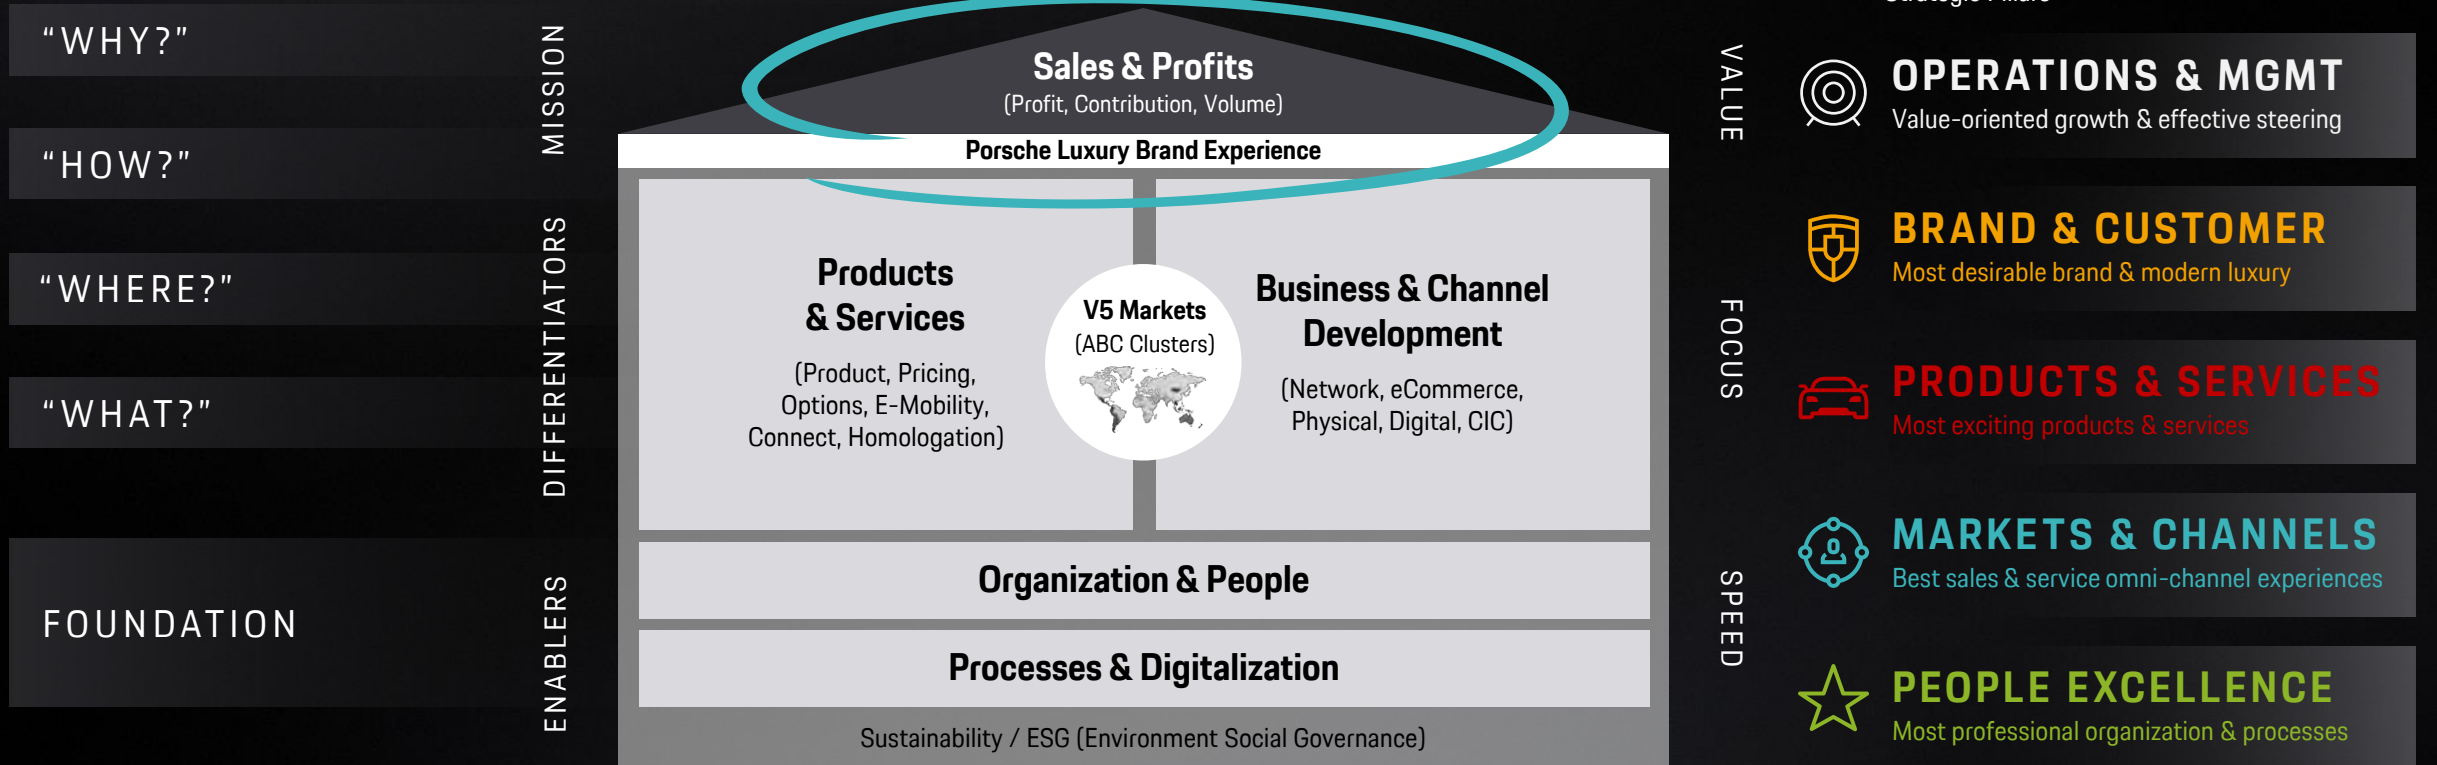 “WHY?”
“HOW?”
“WHERE?”
“WHAT?”
FOUNDATION
MISSION
DIFFERENTIATORS
ENABLERS
Sales & Profits
(Profit, Contribution, Volume)
Porsche Luxury Brand Experience
Products
& Services
(Product, Pricing,
Options, E-Mobility,
Connect, Homologation)
V5 Markets
(ABC Clusters)
Business & Channel
Development
(Network, eCommerce,
Physical, Digital, CIC)
Organization & People
Processes & Digitalization
Sustainability / ESG (Environment Social Governance)
VALUE
FOCUS
SPEED
OPERATIONS & MGMT
Value-oriented growth & effective steering
BRAND & CUSTOMER
Most desirable brand & modern luxury
PRODUCTS & SERVICES
Most exciting products & services
MARKETS & CHANNELS
Best sales & service omni-channel experiences
PEOPLE EXCELLENCE
Most professional organization & processes